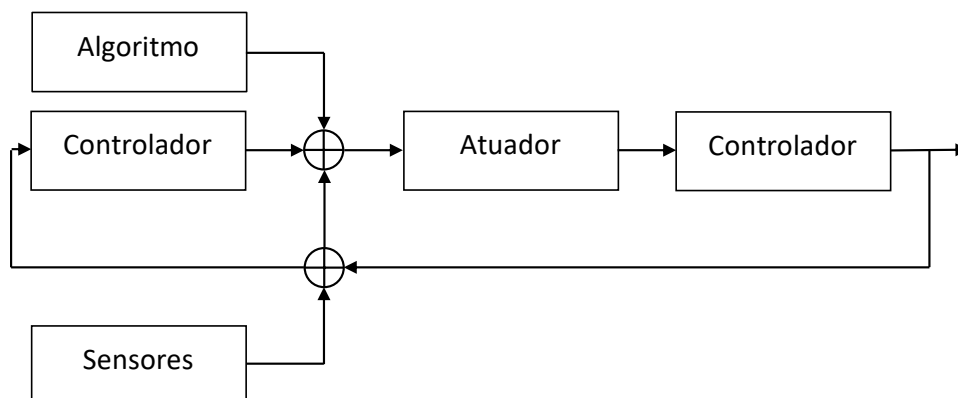 Algoritmo
Controlador
Atuador
Controlador
Sensores